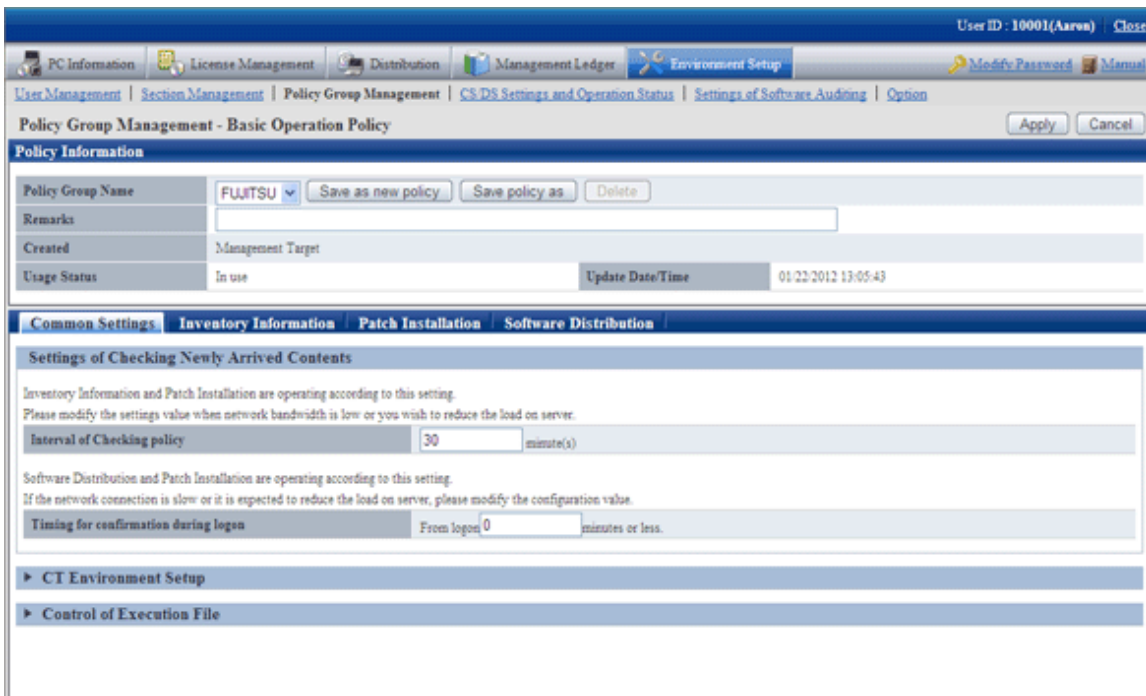 User ID : 10001(Aaron) Close
PC Information License Management Distribution Management Ledger Environment Setup Modify Password Manual
User Management | Section Management | Policy Group Management | CS/DS Settings and Operation Status | Settings of Software Auditing | Option
Policy Group Management - Basic Operation Policy Apply Cancel
Policy Information
Policy Group Name FUJITSU Save as new policy Save policy as Delete
Remarks
Created Management Target
Usage Status In use Update Date/Time 01/22/2012 13:05:43
Common Settings Inventory Information Patch Installation Software Distribution
Settings of Checking Newly Arrived Contents
Inventory Information and Patch Installation are operating according to this setting.
Please modify the settings value when network bandwidth is low or you wish to reduce the load on server.
Interval of Checking policy 30 minute(s)
Software Distribution and Patch Installation are operating according to this setting.
If the network connection is slow or it is expected to reduce the load on server, please modify the configuration value.
Timing for confirmation during logon From logon 0 minutes or less.
CT Environment Setup
Control of Execution File